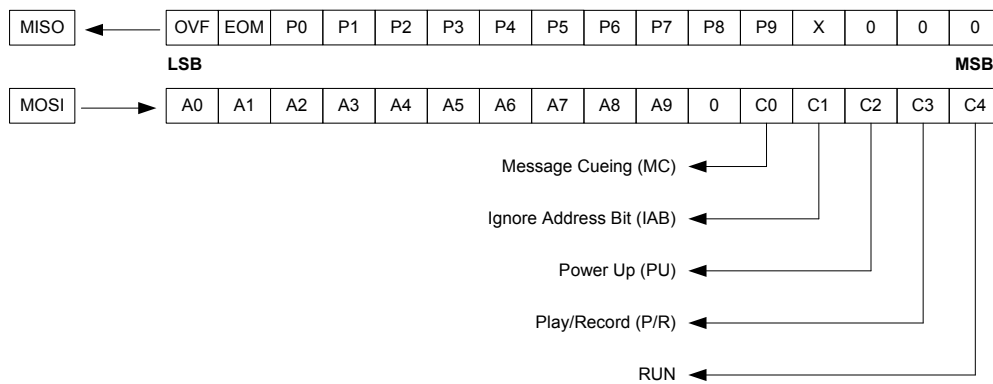 MISO OVF EOM P0 P1 P2 P3 P4 P5 P6 P7 P8 P9 X 0 0 0
LSB MSB
MOSI A0 A1 A2 A3 A4 A5 A6 A7 A8 A9 0 C0 C1 C2 C3 C4
Message Cueing (MC)
Ignore Address Bit (IAB)
Power Up (PU)
Play/Record (P/R)
RUN